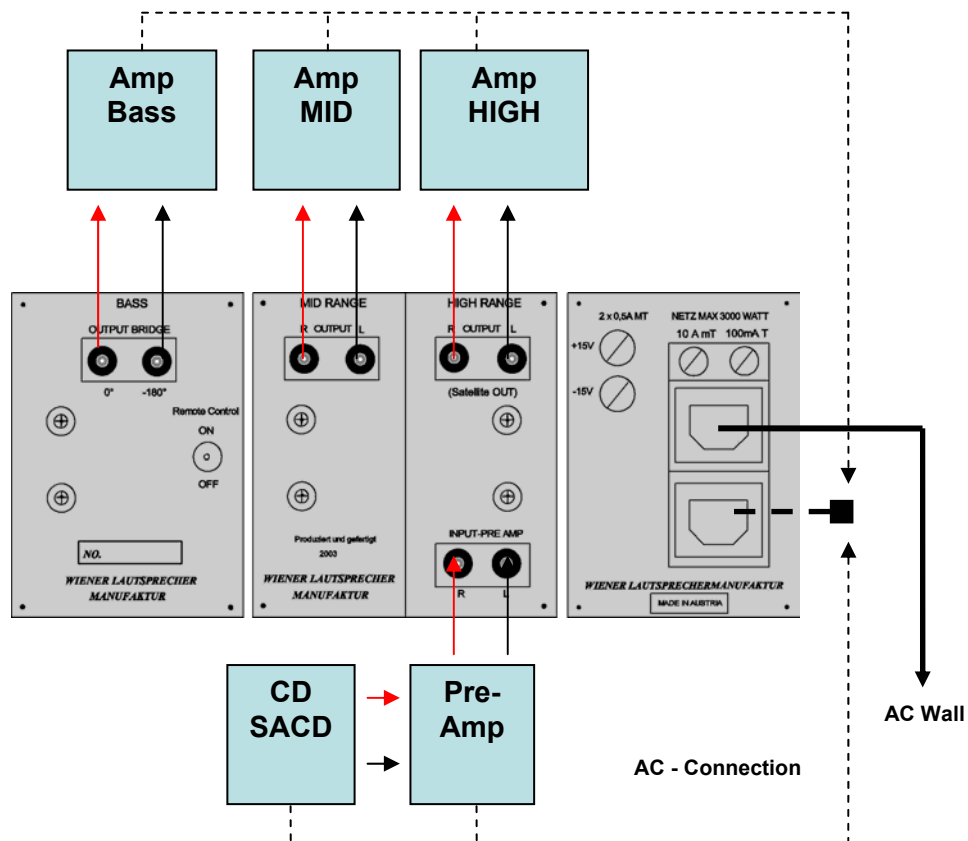 Amp
Bass
Amp
MID
Amp
HIGH
BASS
OUTPUT BRIDGE
0° -180°
Remote Control
ON
OFF
NO.
WIENER LAUTSPRECHER
MANUFAKTUR
MID RANGE
R OUTPUT L
Produziert und gefertigt
2003
WIENER LAUTSPRECHER
MANUFAKTUR
HIGH RANGE
R OUTPUT L
(Satellite OUT)
INPUT-PRE AMP
R L
2 x 0,5A MT
+15V
-15V
NETZ MAX 3000 WATT
10 A mT 100mA T
WIENER LAUTSPRECHERMANUFAKTUR
MADE IN AUSTRIA
CD
SACD
Pre-
Amp
AC Wall
AC - Connection